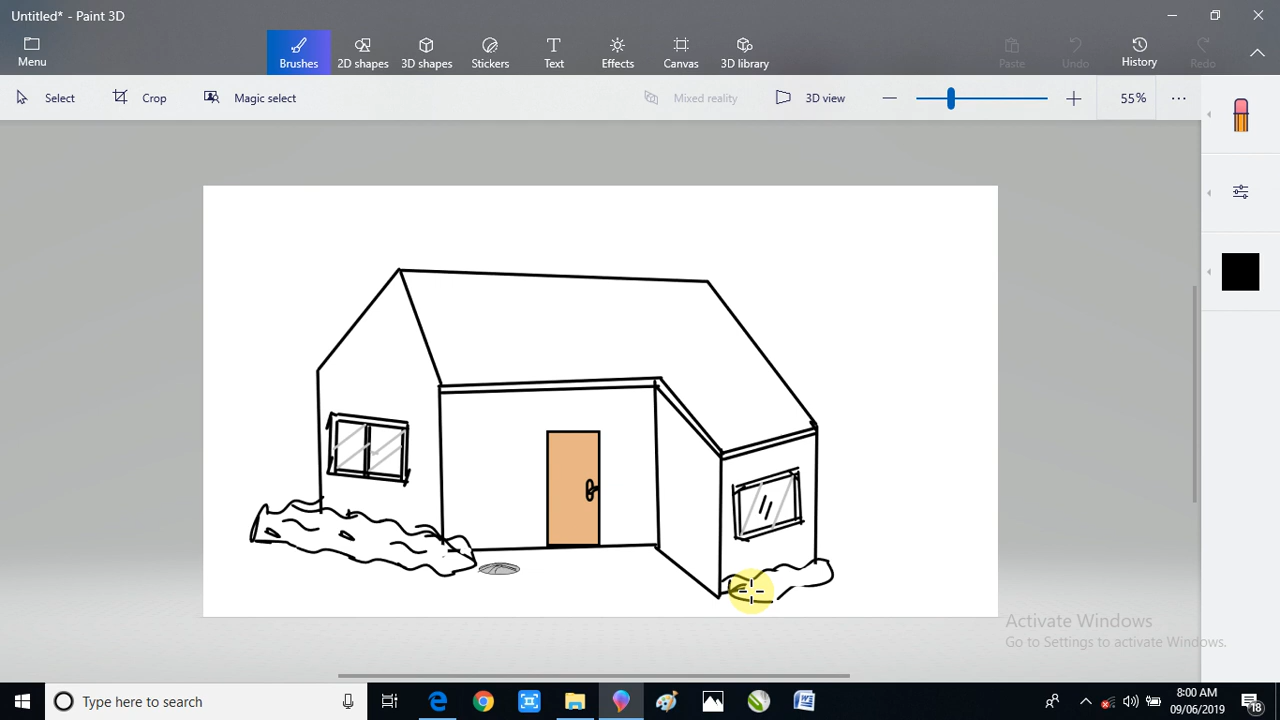 Untitled* - Paint 3D
Menu
Brushes 2D shapes 3D shapes Stickers Text Effects Canvas 3D library Paste Undo History Redo
Select Crop Magic select Mixed reality 3D view 55%
Activate Windows
Go to Settings to activate Windows.
Type here to search
8:00 AM
09/06/2019
18